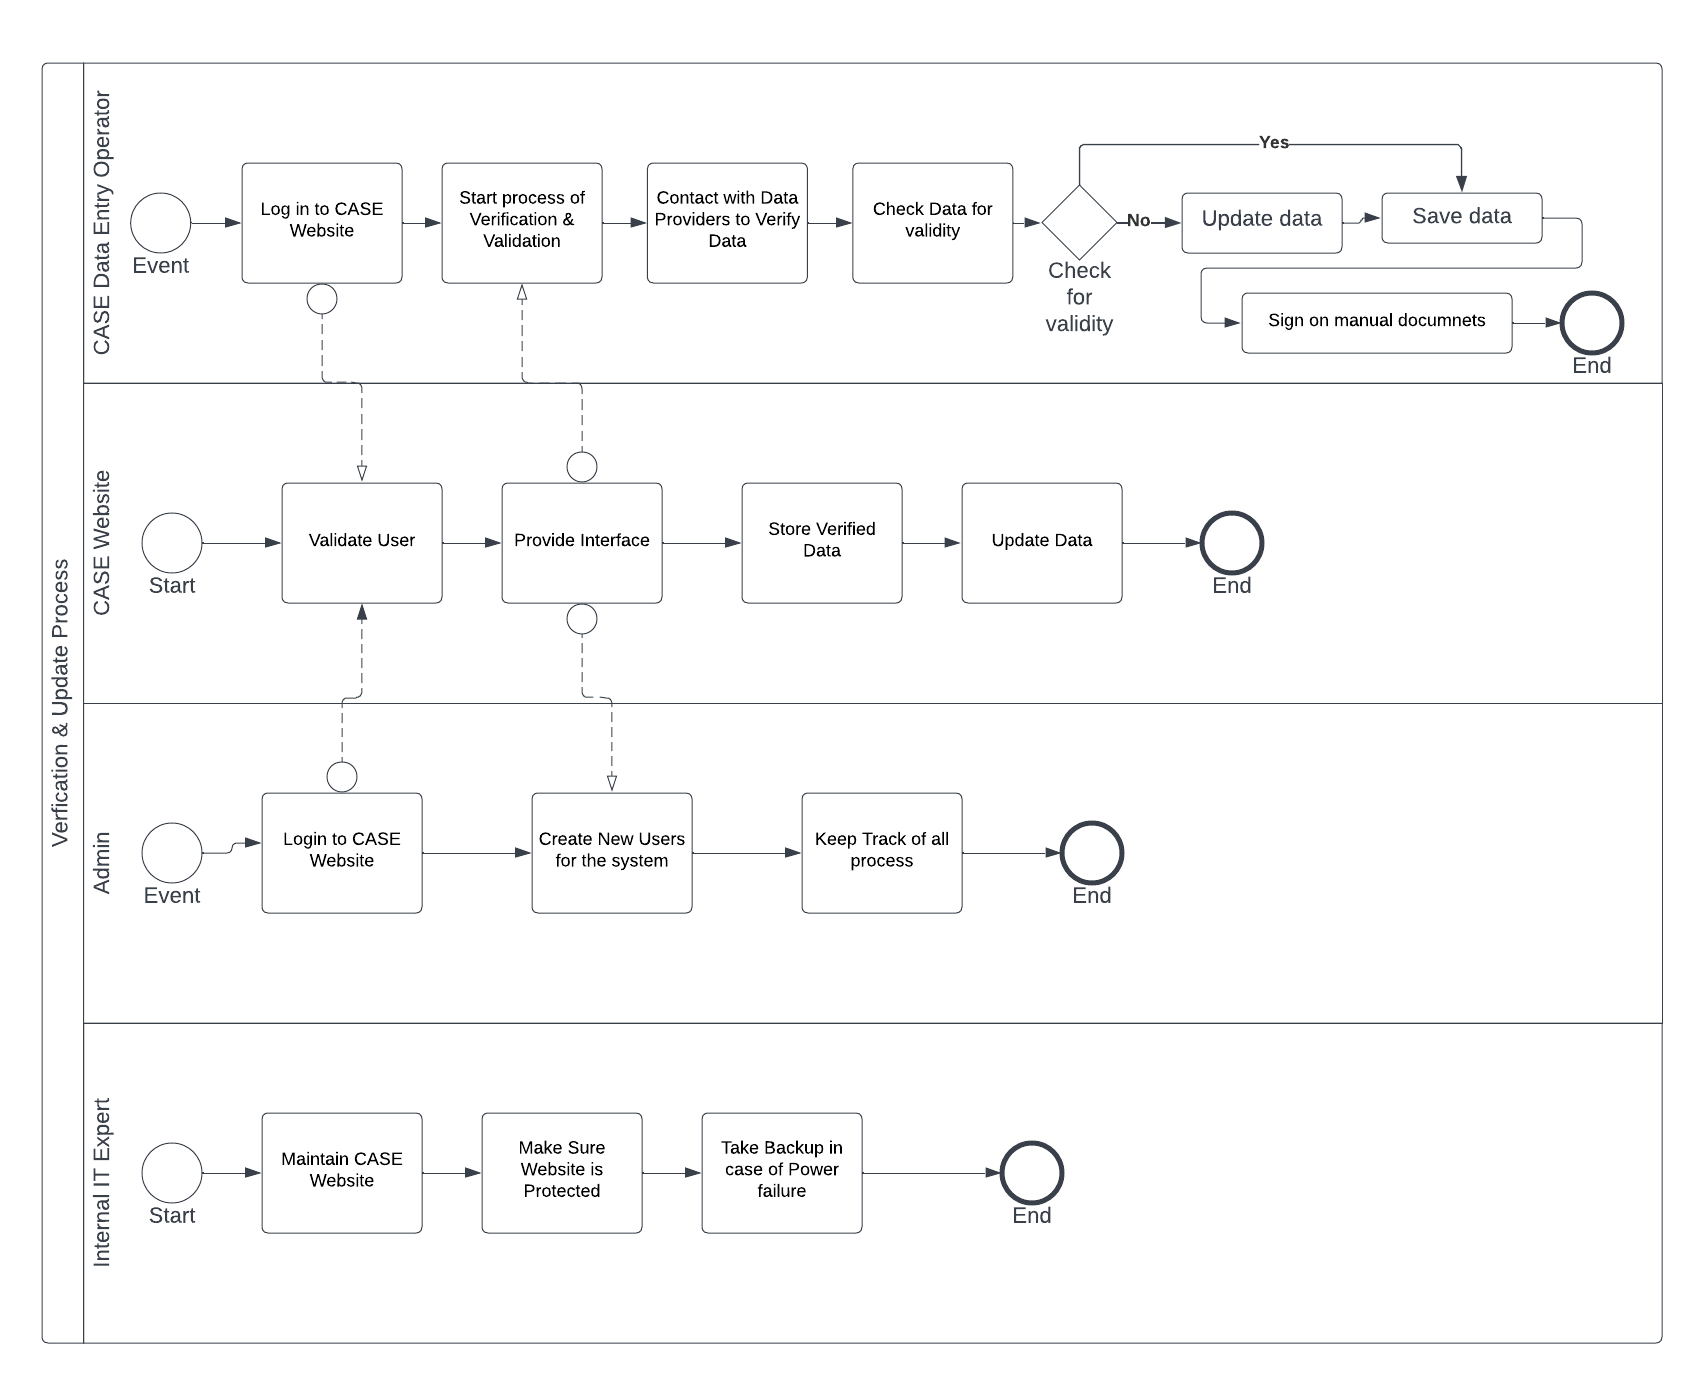 Verfication & Update Process
CASE Data Entry Operator
Event
Log in to CASE
Website
Start process of
Verification &
Validation
Contact with Data
Providers to Verify
Data
Check Data for
validity
Check
for
validity
Yes
No
Update data
Save data
Sign on manual documnets
End
CASE Website
Start
Validate User
Provide Interface
Store Verified
Data
Update Data
End
Admin
Event
Login to CASE
Website
Create New Users
for the system
Keep Track of all
process
End
Internal IT Expert
Start
Maintain CASE
Website
Make Sure
Website is
Protected
Take Backup in
case of Power
failure
End